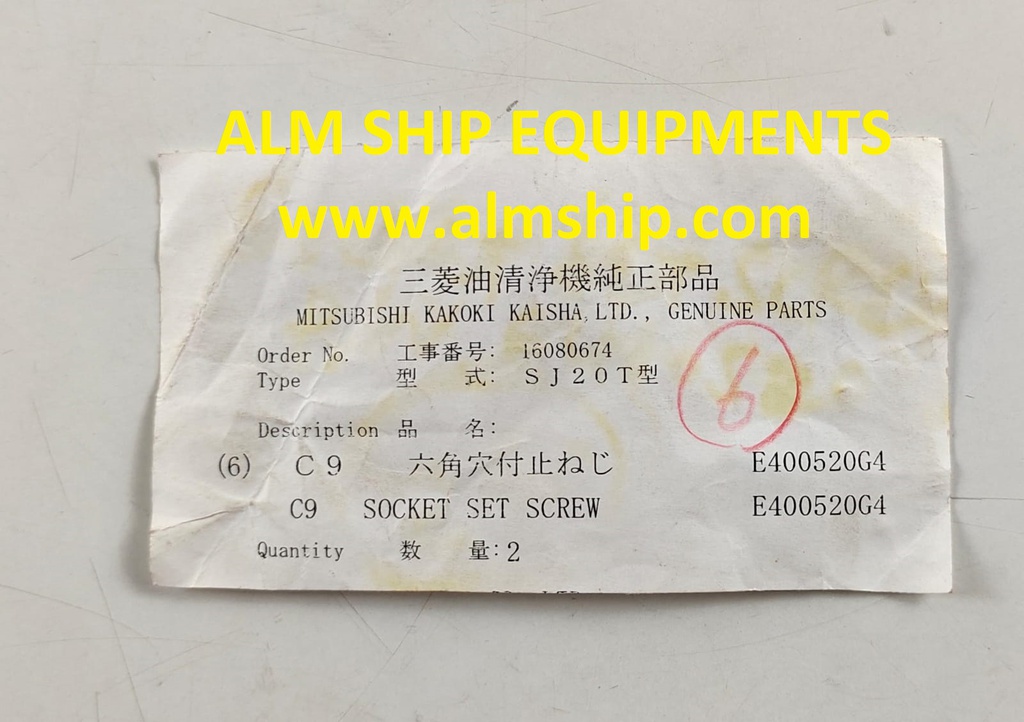 ALM SHIP EQUIPMENTS
www.almship.com
三菱油清浄機純正部品
MITSUBISHI KAKOKI KAISHA,LTD., GENUINE PARTS
Order No. 工事番号: 16080674
Type 型 式: SJ20T型
6
Description 品 名:
(6) C9 六角穴付止ねじ E400520G4
C9 SOCKET SET SCREW E400520G4
Quantity 数 量:2